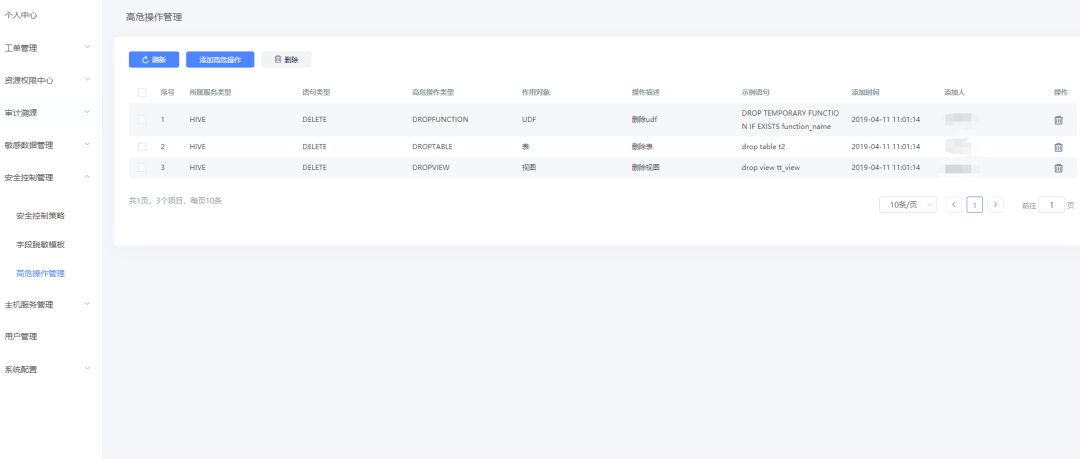 个人中心
工单管理
资源权限中心
审计溯源
敏感数据管理
安全控制管理
安全控制策略
字段脱敏模板
高危操作管理
主机服务管理
用户管理
系统配置
高危操作管理
刷新 添加高危操作 删除
序号 所属服务类型 语句类型 高危操作类型 作用对象 操作描述 示例语句 添加时间 添加人 操作
1 HIVE DELETE DROPFUNCTION UDF 删除udf DROP TEMPORARY FUNCTIO 2019-04-11 11:01:14
N IF EXISTS function_name
2 HIVE DELETE DROPTABLE 表 删除表 drop table t2 2019-04-11 11:01:14
3 HIVE DELETE DROPVIEW 视图 删除视图 drop view tt_view 2019-04-11 11:01:14
共1页，3个项目，每页10条 10条/页 1 前往 1 页